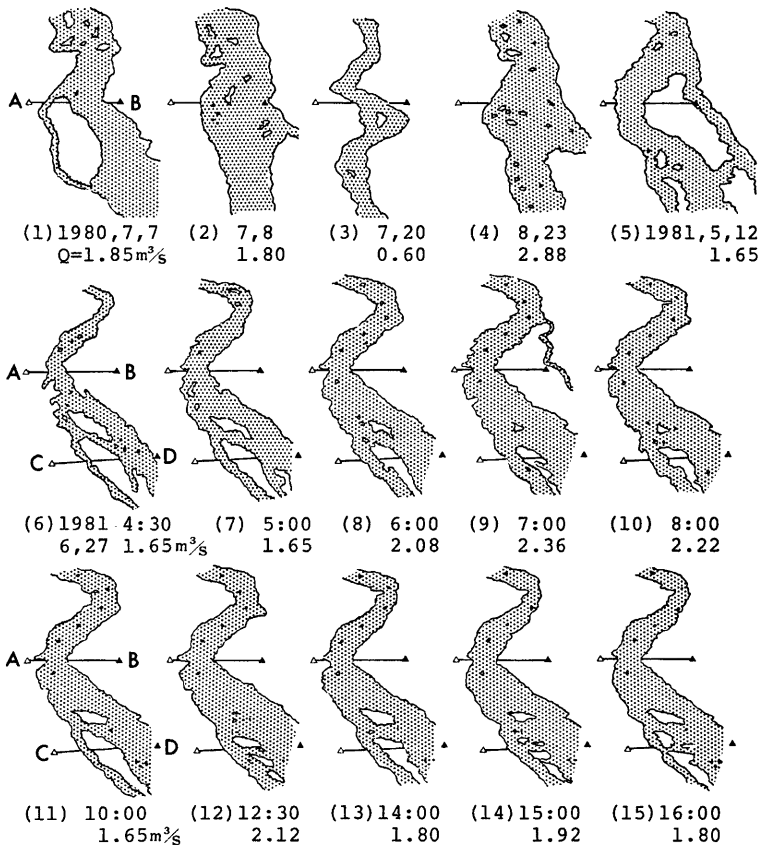 A B
(1) 1980,7,7 (2) 7,8 (3) 7,20 (4) 8,23 (5) 1981,5,12
Q=1.85m³/s 1.80 0.60 2.88 1.65
A B
C D
(6) 1981 4:30 (7) 5:00 (8) 6:00 (9) 7:00 (10) 8:00
6,27 1.65m³/s 1.65 2.08 2.36 2.22
A B
C D
(11) 10:00 (12) 12:30 (13) 14:00 (14) 15:00 (15) 16:00
1.65m³/s 2.12 1.80 1.92 1.80